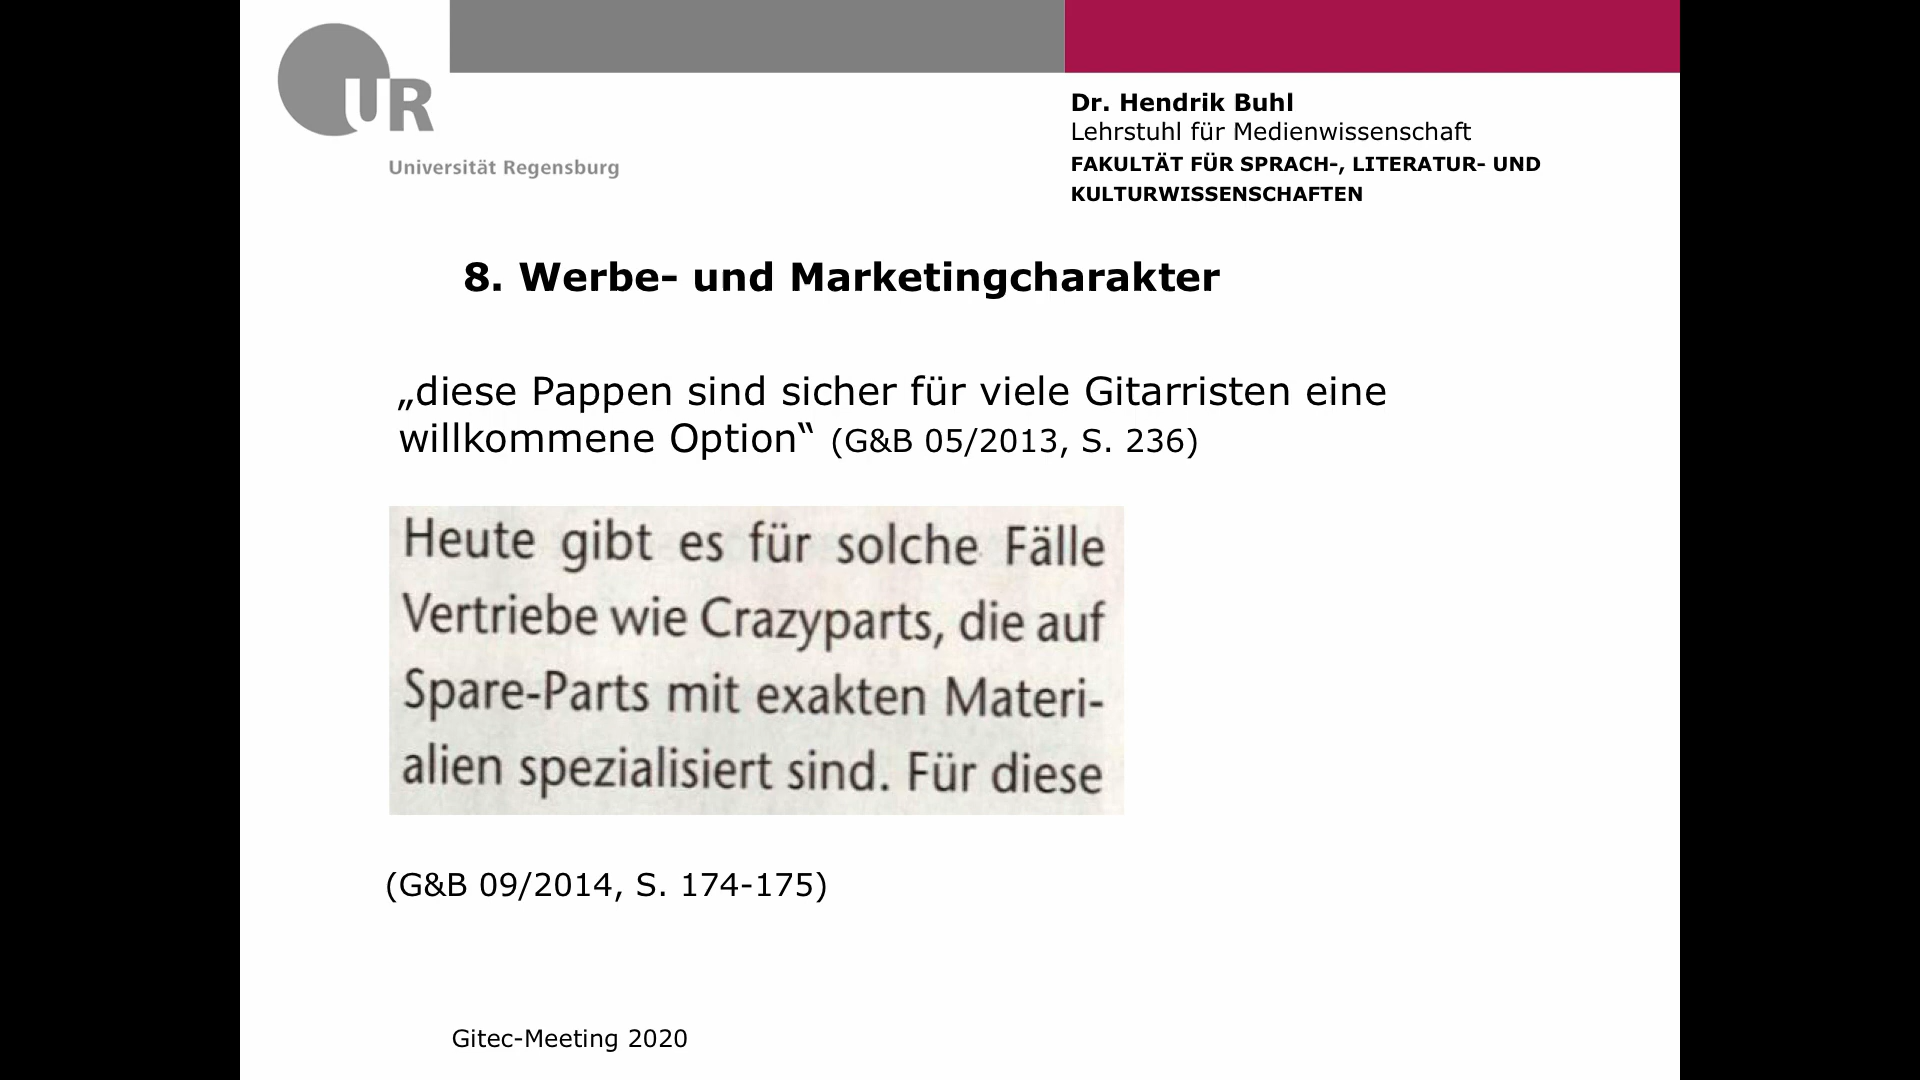 UR
Universität Regensburg
Dr. Hendrik Buhl
Lehrstuhl für Medienwissenschaft
FAKULTÄT FÜR SPRACH-, LITERATUR- UND
KULTURWISSENSCHAFTEN
8. Werbe- und Marketingcharakter
„diese Pappen sind sicher für viele Gitarristen eine
willkommene Option“ (G&B 05/2013, S. 236)
Heute gibt es für solche Fälle
Vertriebe wie Crazyparts, die auf
Spare-Parts mit exakten Materi-
alien spezialisiert sind. Für diese
(G&B 09/2014, S. 174-175)
Gitec-Meeting 2020